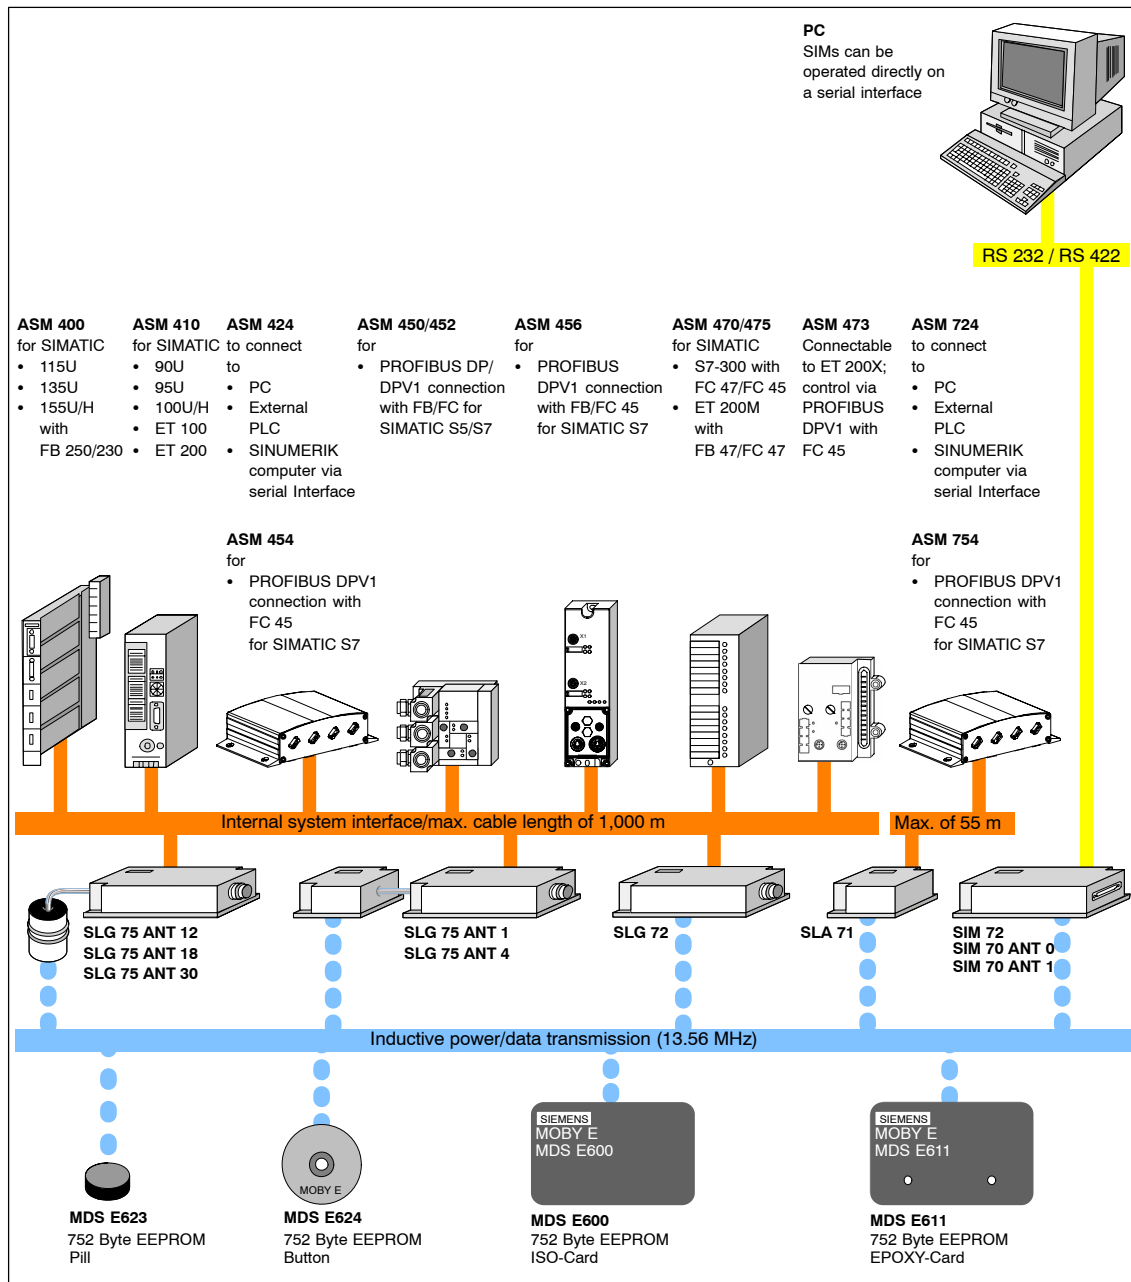 PC
SIMs can be
operated directly on
a serial interface
RS 232 / RS 422
ASM 400
for SIMATIC
• 115U
• 135U
• 155U/H
with
FB 250/230
ASM 410
for SIMATIC
• 90U
• 95U
• 100U/H
• ET 100
• ET 200
ASM 424
to connect
to
• PC
• External
PLC
• SINUMERIK
computer via
serial Interface
ASM 450/452
for
• PROFIBUS DP/
DPV1 connection
with FB/FC for
SIMATIC S5/S7
ASM 456
for
• PROFIBUS
DPV1 connection
with FB/FC 45
for SIMATIC S7
ASM 470/475
for SIMATIC
• S7-300 with
FC 47/FC 45
• ET 200M
with
FB 47/FC 47
ASM 473
Connectable
to ET 200X;
control via
PROFIBUS
DPV1 with
FC 45
ASM 724
to connect
to
• PC
• External
PLC
• SINUMERIK
computer via
serial Interface
ASM 454
for
• PROFIBUS DPV1
connection with
FC 45
for SIMATIC S7
ASM 754
for
• PROFIBUS DPV1
connection with
FC 45
for SIMATIC S7
X1
X2
Internal system interface/max. cable length of 1,000 m
Max. of 55 m
SLG 75 ANT 12
SLG 75 ANT 18
SLG 75 ANT 30
SLG 75 ANT 1
SLG 75 ANT 4
SLG 72
SLA 71
SIM 72
SIM 70 ANT 0
SIM 70 ANT 1
Inductive power/data transmission (13.56 MHz)
MOBY E
SIEMENS
MOBY E
MDS E600
SIEMENS
MOBY E
MDS E611
MDS E623
752 Byte EEPROM
Pill
MDS E624
752 Byte EEPROM
Button
MDS E600
752 Byte EEPROM
ISO-Card
MDS E611
752 Byte EEPROM
EPOXY-Card